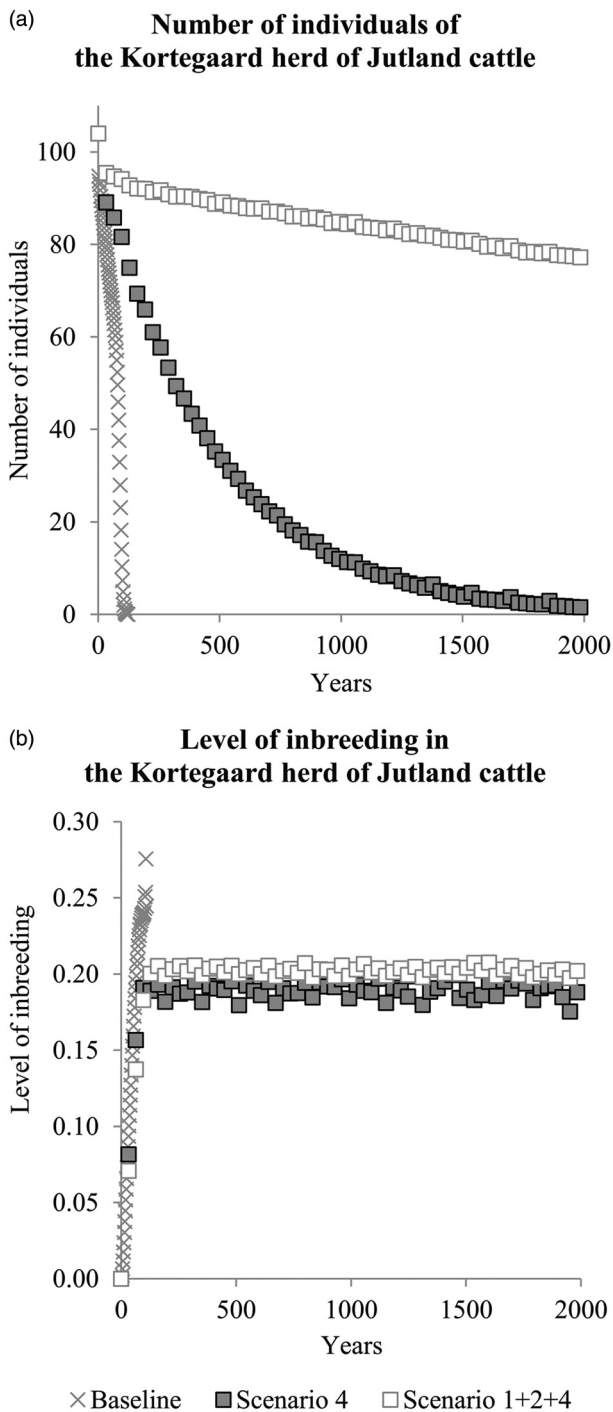 (a)
Number of individuals of
the Kortegaard herd of Jutland cattle
Number of individuals
100
80
60
40
20
0
0 500 1000 1500 2000
Years
(b)
Level of inbreeding in
the Kortegaard herd of Jutland cattle
Level of inbreeding
0.30
0.25
0.20
0.15
0.10
0.05
0.00
0 500 1000 1500 2000
Years
Baseline Scenario 4 Scenario 1+2+4